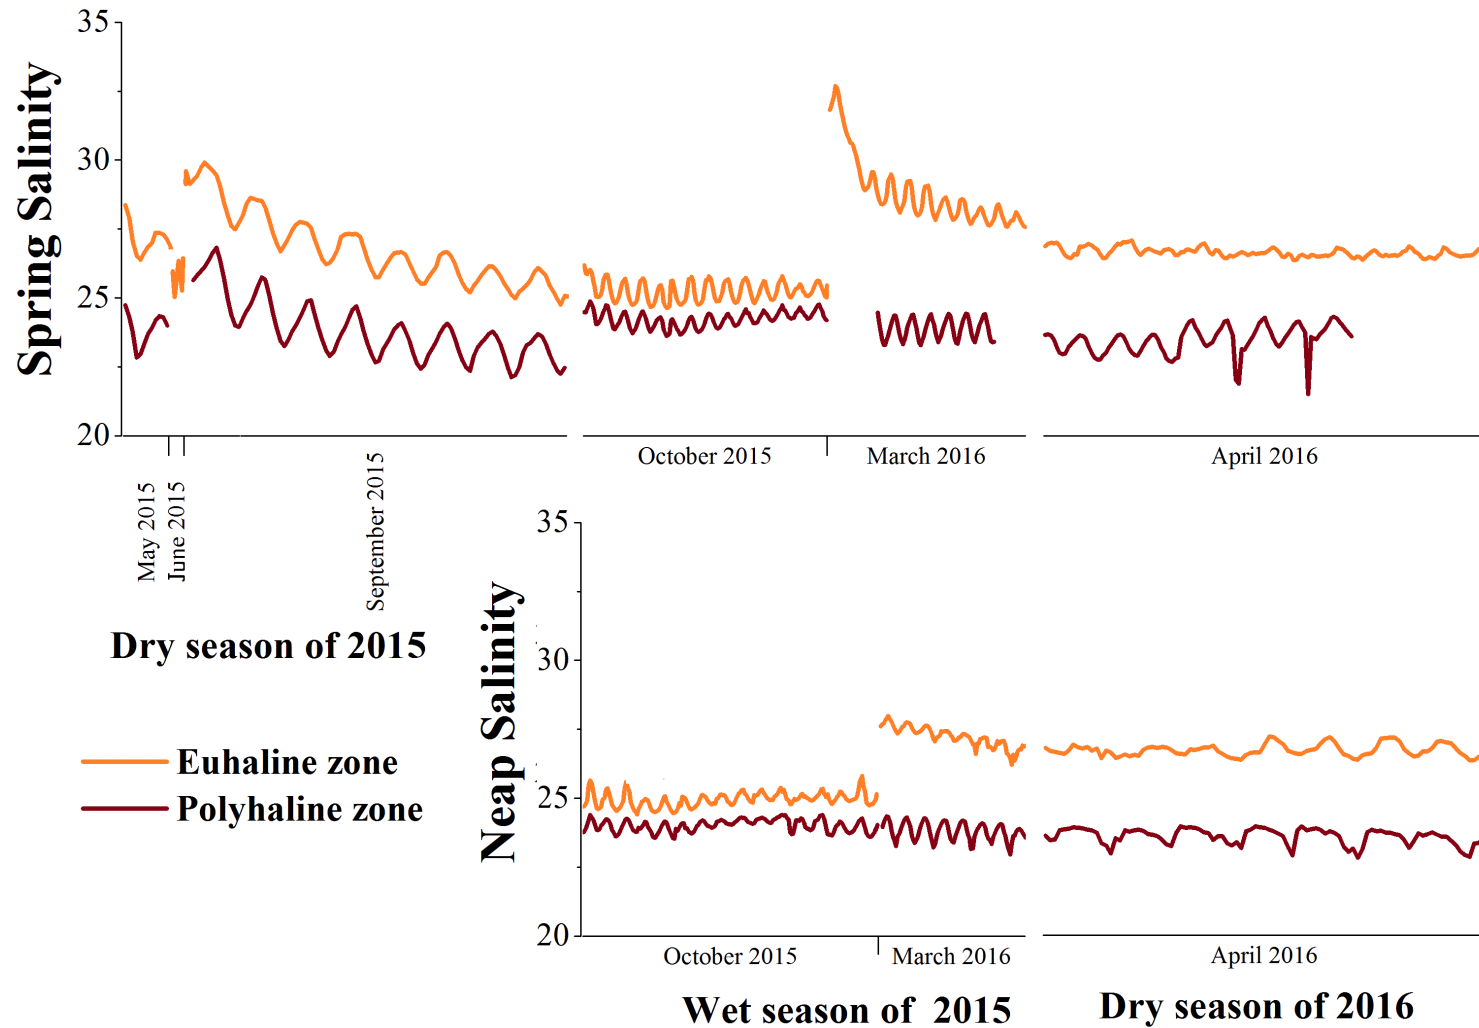 Spring Salinity
35
30
25
20
May 2015
June 2015
September 2015
October 2015
March 2016
April 2016
Dry season of 2015
Euhaline zone
Polyhaline zone
Neap Salinity
35
30
25
20
October 2015
March 2016
April 2016
Wet season of 2015
Dry season of 2016